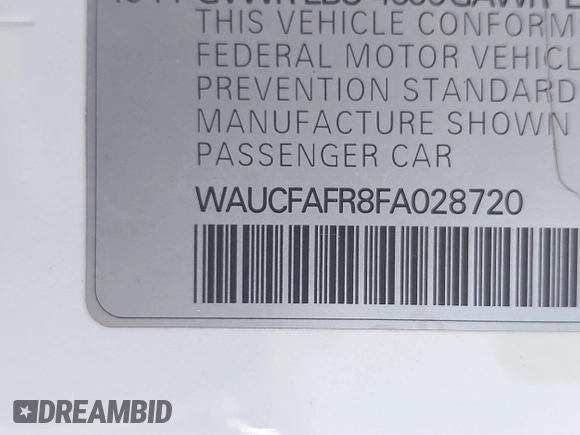 THIS VEHICLE CONFORM
FEDERAL MOTOR VEHICL
PREVENTION STANDARD
MANUFACTURE SHOWN
PASSENGER CAR
WAUCFAFR8FA028720
DREAMBID